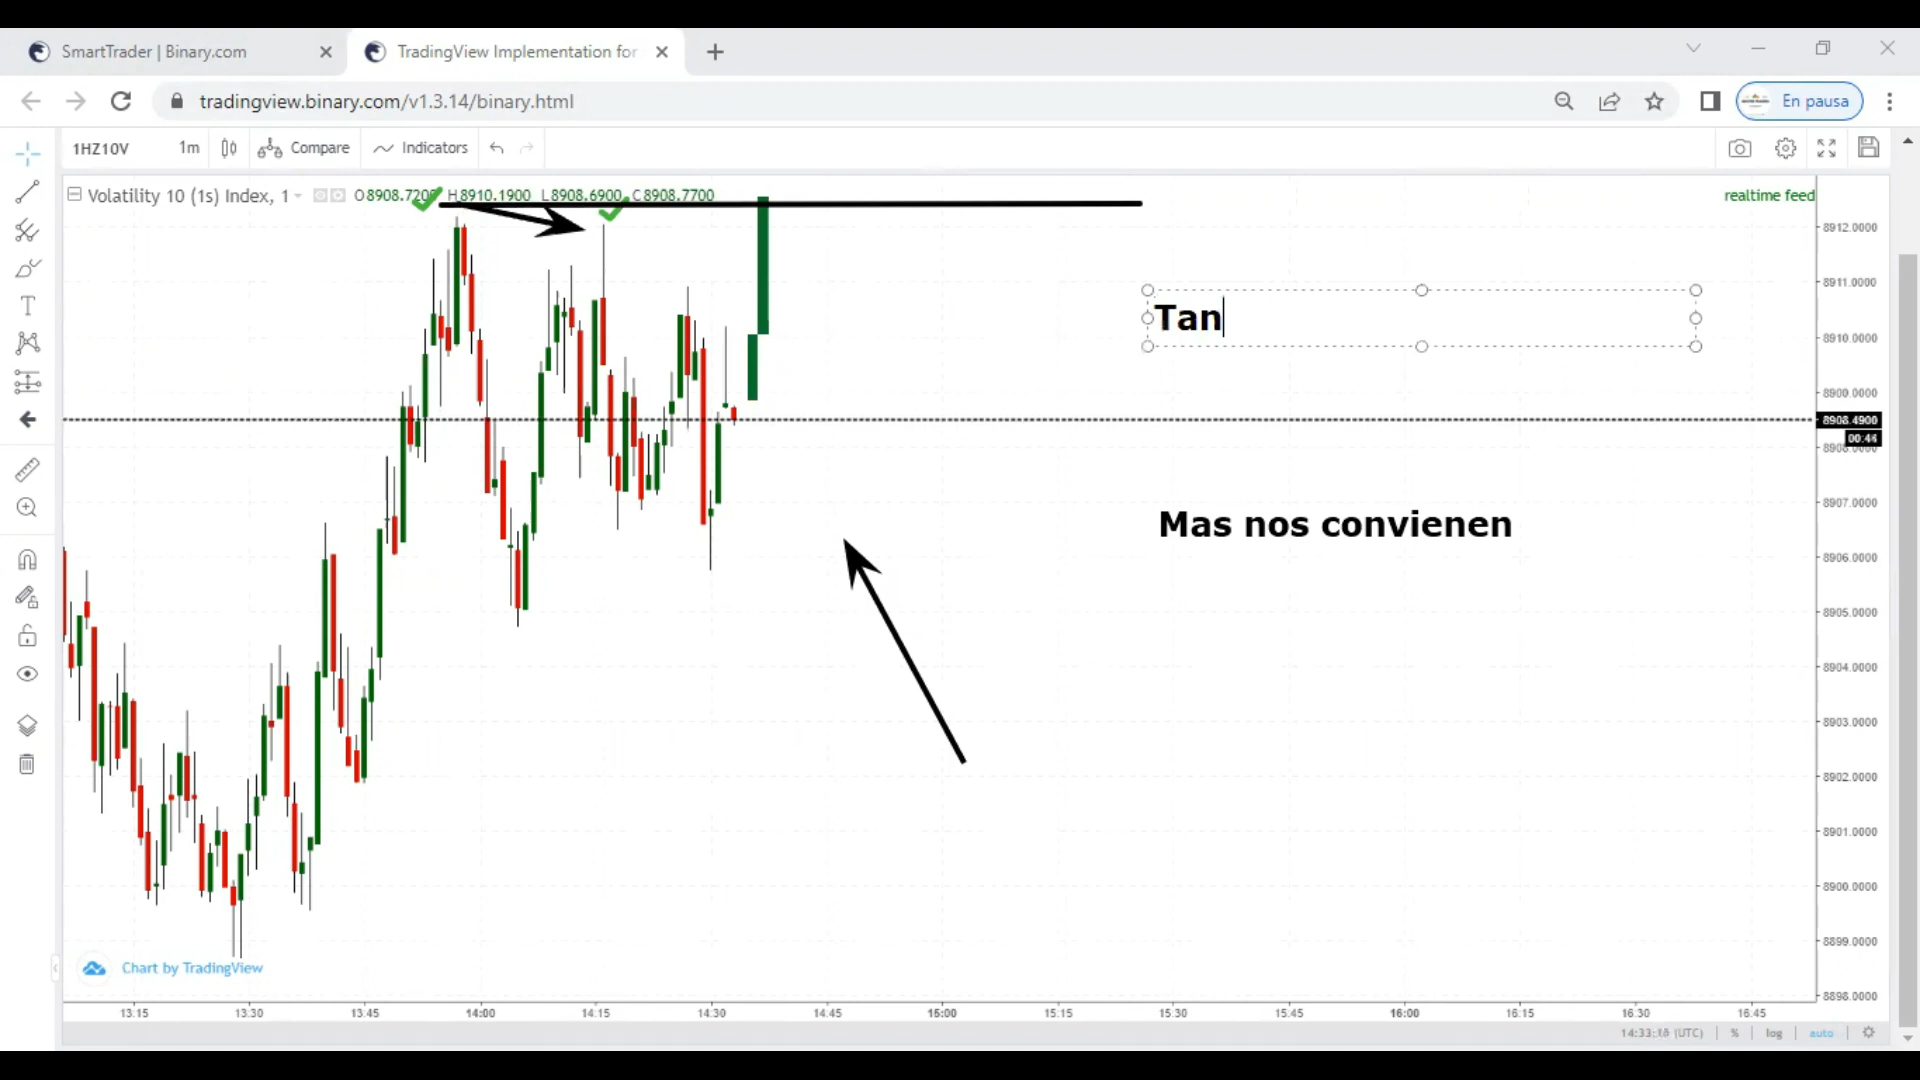 SmartTrader | Binary.com
TradingView Implementation for
tradingview.binary.com/v1.3.14/binary.html
En pausa
1HZ10V
1m
Compare
Indicators
Volatility 10 (1s) Index, 1
O8908.7200 H8910.1900 L8908.6900 C8908.7700
realtime feed
8912.0000
8911.0000
Tan
8910.0000
8909.0000
8908.4900
00:46
8908.0000
8907.0000
Mas nos convienen
8906.0000
8905.0000
8904.0000
8903.0000
8902.0000
8901.0000
8900.0000
8899.0000
Chart by TradingView
8898.0000
13:15 13:30 13:45 14:00 14:15 14:30 14:45 15:00 15:15 15:30 15:45 16:00 16:15 16:30 16:45
(UTC) % log auto